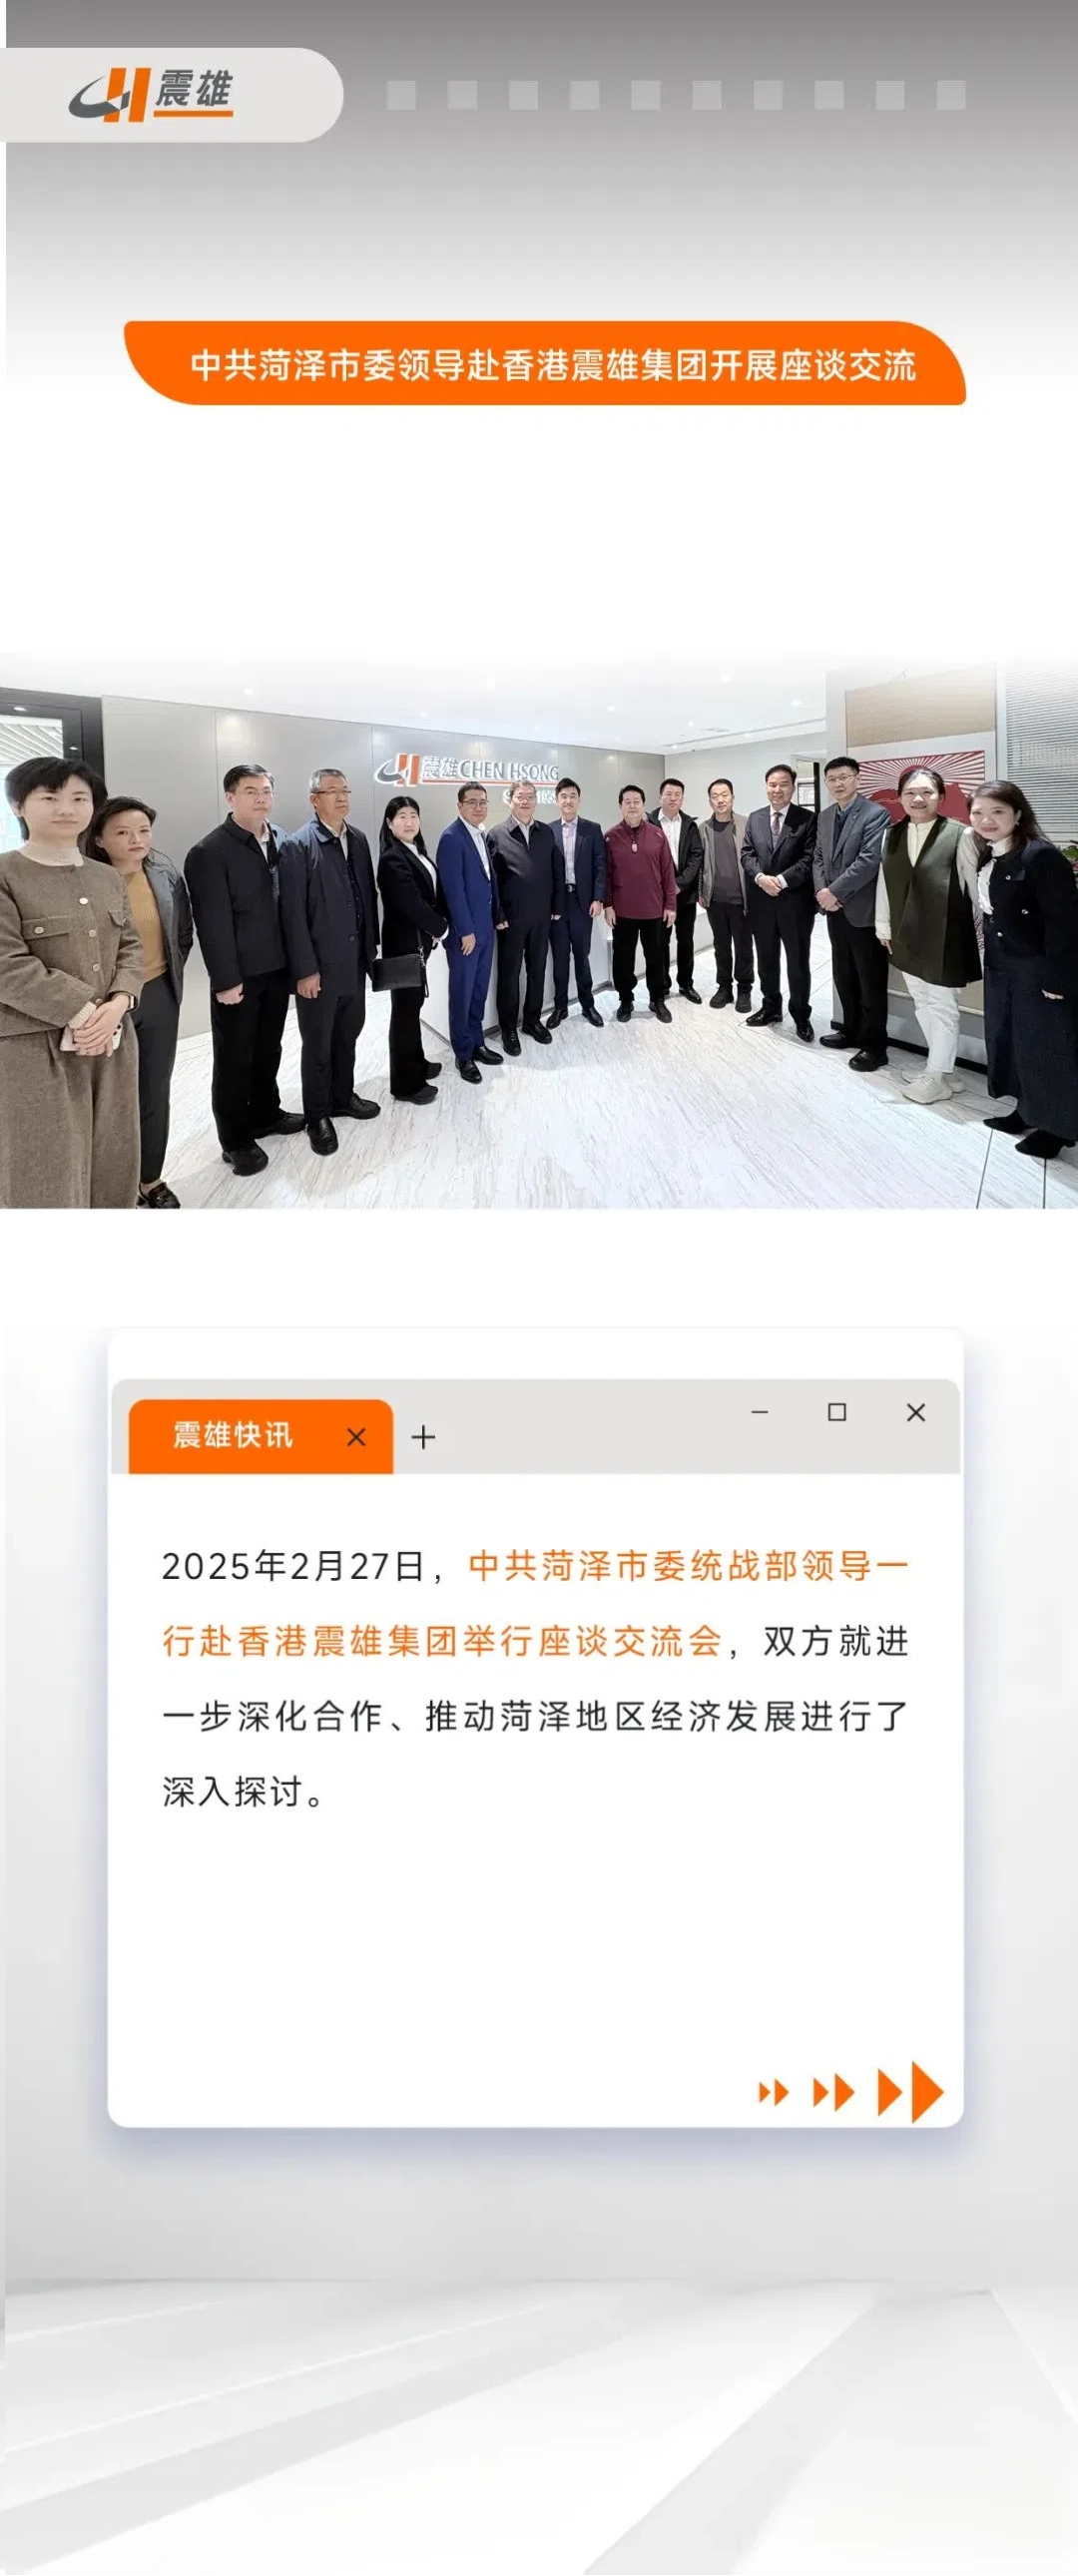 震雄
中共菏泽市委领导赴香港震雄集团开展座谈交流
震雄CHEN HSONG
震雄快讯
2025年2月27日，中共菏泽市委统战部领导一
行赴香港震雄集团举行座谈交流会，双方就进
一步深化合作、推动菏泽地区经济发展进行了
深入探讨。